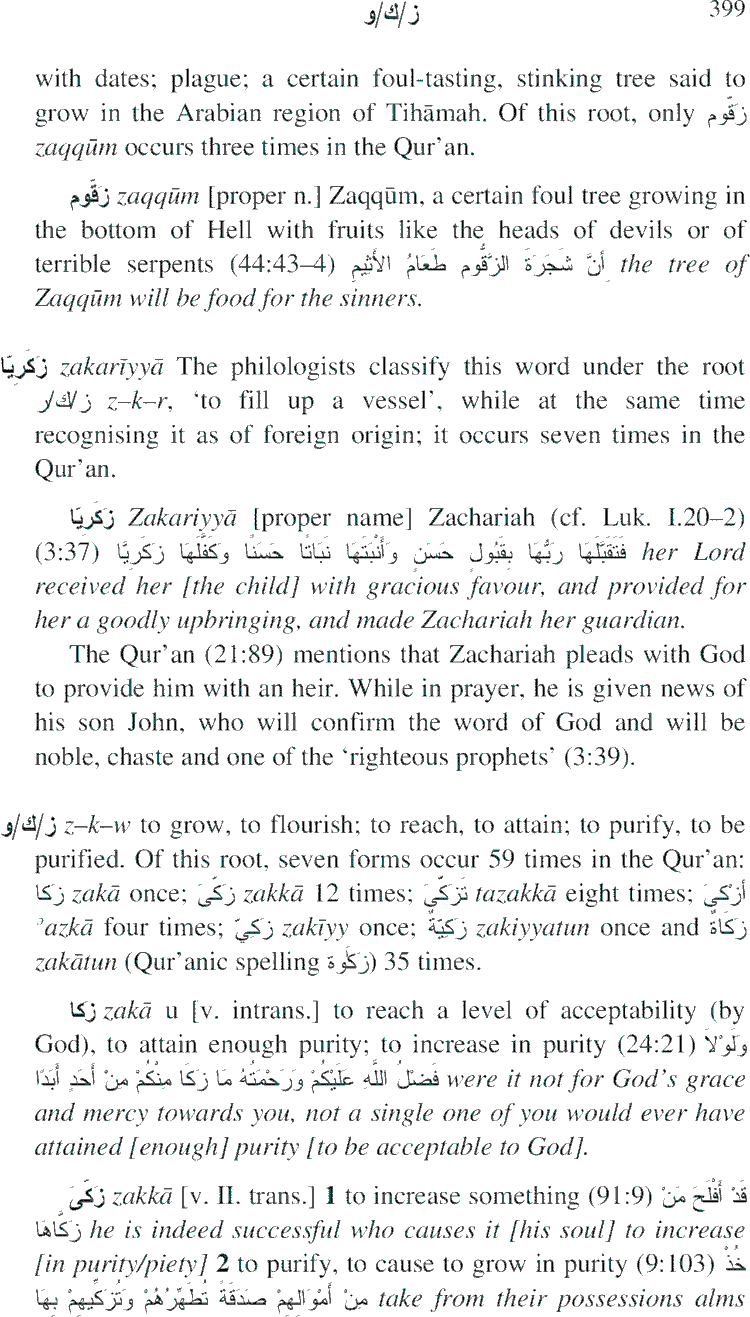 ز/ك/و 399
with dates; plague; a certain foul-tasting, stinking tree said to
grow in the Arabian region of Tihāmah. Of this root, only زَقُّوم
zaqqūm occurs three times in the Qur’an.
زَقُّوم zaqqūm [proper n.] Zaqqūm, a certain foul tree growing in
the bottom of Hell with fruits like the heads of devils or of
terrible serpents (44:43–4) أَنَّ شَجَرَةَ الزَّقُّومِ طَعَامُ الأَثِيمِ the tree of
Zaqqūm will be food for the sinners.
زَكَرِيَّا zakarīyyā The philologists classify this word under the root
ز/ك/ر z–k–r, ‘to fill up a vessel’, while at the same time
recognising it as of foreign origin; it occurs seven times in the
Qur’an.
زَكَرِيَّا Zakariyyā [proper name] Zachariah (cf. Luk. I.20–2)
(3:37) فَتَقَبَّلَهَا رَبُّهَا بِقَبُولٍ حَسَنٍ وَأَنْبَتَهَا نَبَاتًا حَسَنًا وَكَفَّلَهَا زَكَرِيَّا her Lord
received her [the child] with gracious favour, and provided for
her a goodly upbringing, and made Zachariah her guardian.
The Qur’an (21:89) mentions that Zachariah pleads with God
to provide him with an heir. While in prayer, he is given news of
his son John, who will confirm the word of God and will be
noble, chaste and one of the ‘righteous prophets’ (3:39).
ز/ك/و z–k–w to grow, to flourish; to reach, to attain; to purify, to be
purified. Of this root, seven forms occur 59 times in the Qur’an:
زَكَا zakā once; زَكَّىَ zakkā 12 times; تَزَكَّىَ tazakkā eight times; أَزْكىَ
ʾazkā four times; زَكيّ zakīyy once; زَكِيَّةٌ zakiyyatun once and زَكَاةٌ
zakātun (Qur’anic spelling زَكَوٰة) 35 times.
زكا zakā u [v. intrans.] to reach a level of acceptability (by
God), to attain enough purity; to increase in purity (24:21) وَلَوْلاَ
فَضْلُ اللَّهِ عَلَيْكُمْ وَرَحْمَتُهُ مَا زَكَا مِنْكُمْ مِنْ أَحَدٍ أَبَدًا were it not for God’s grace
and mercy towards you, not a single one of you would ever have
attained [enough] purity [to be acceptable to God].
زَكَّىَ zakkā [v. II. trans.] 1 to increase something (91:9) قَدْ أَفْلَحَ مَنْ
زَكَّاهَا he is indeed successful who causes it [his soul] to increase
[in purity/piety] 2 to purify, to cause to grow in purity (9:103) خُذْ
مِنْ أَمْوَالِهِمْ صَدَقَةً تُطَهِّرُهُمْ وَتُزَكِّيهِمْ بِهَا take from their possessions alms